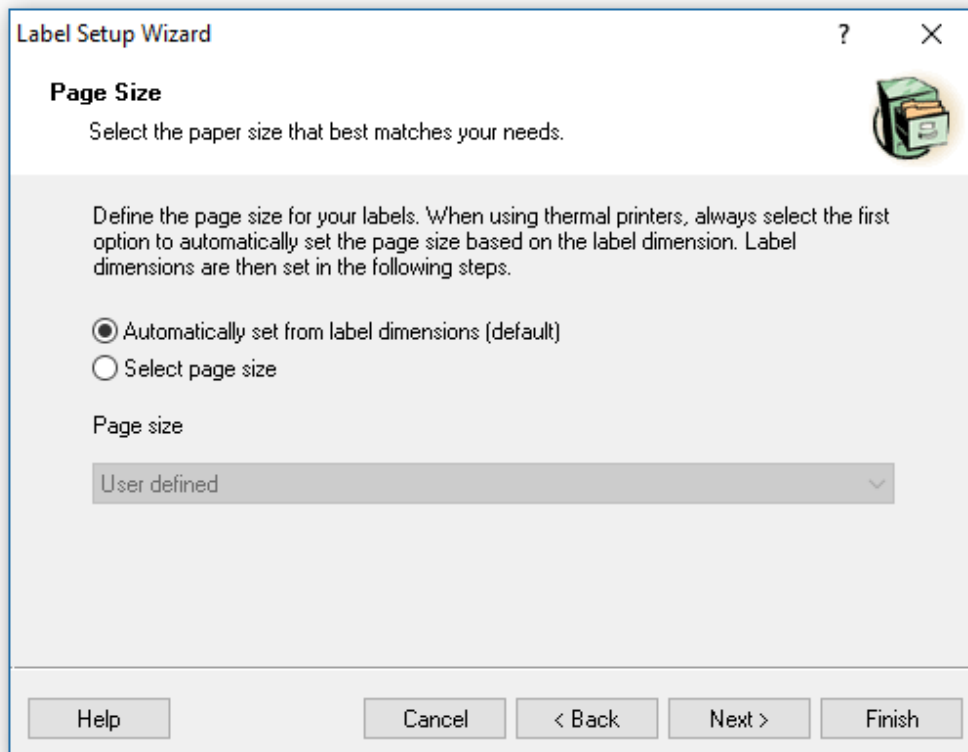 Label Setup Wizard ?
Page Size
Select the paper size that best matches your needs.
Define the page size for your labels. When using thermal printers, always select the first
option to automatically set the page size based on the label dimension. Label
dimensions are then set in the following steps.
Automatically set from label dimensions (default)
Select page size
Page size
User defined
Help Cancel < Back Next > Finish